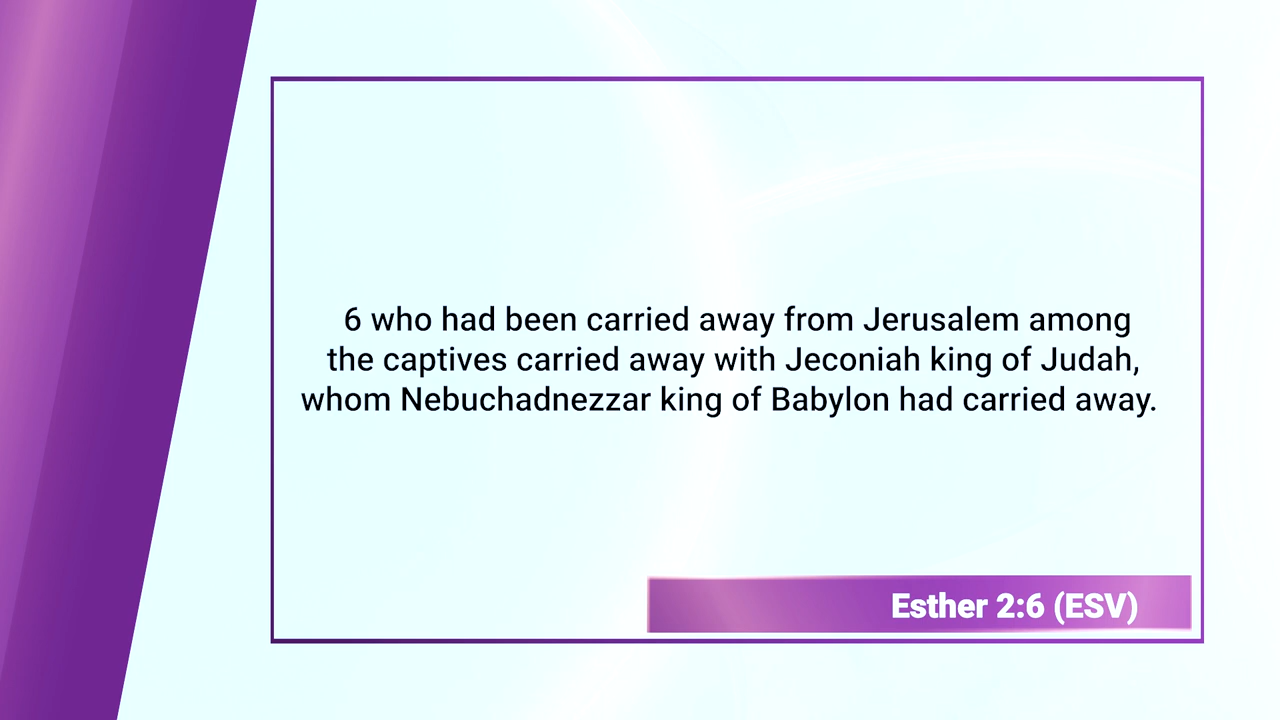 6 who had been carried away from Jerusalem among
the captives carried away with Jeconiah king of Judah,
whom Nebuchadnezzar king of Babylon had carried away.
Esther 2:6 (ESV)